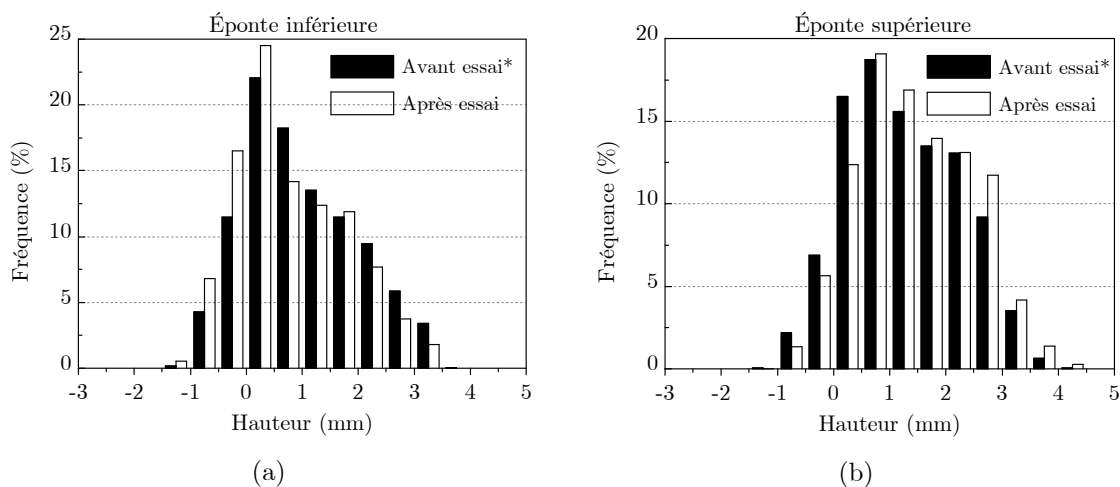 Éponte inférieure
25
20
15
10
5
0
Fréquence (%)
Avant essai*
Après essai
-3 -2 -1 0 1 2 3 4 5
Hauteur (mm)
(a)
Éponte supérieure
20
15
10
5
0
Fréquence (%)
Avant essai*
Après essai
-3 -2 -1 0 1 2 3 4 5
Hauteur (mm)
(b)